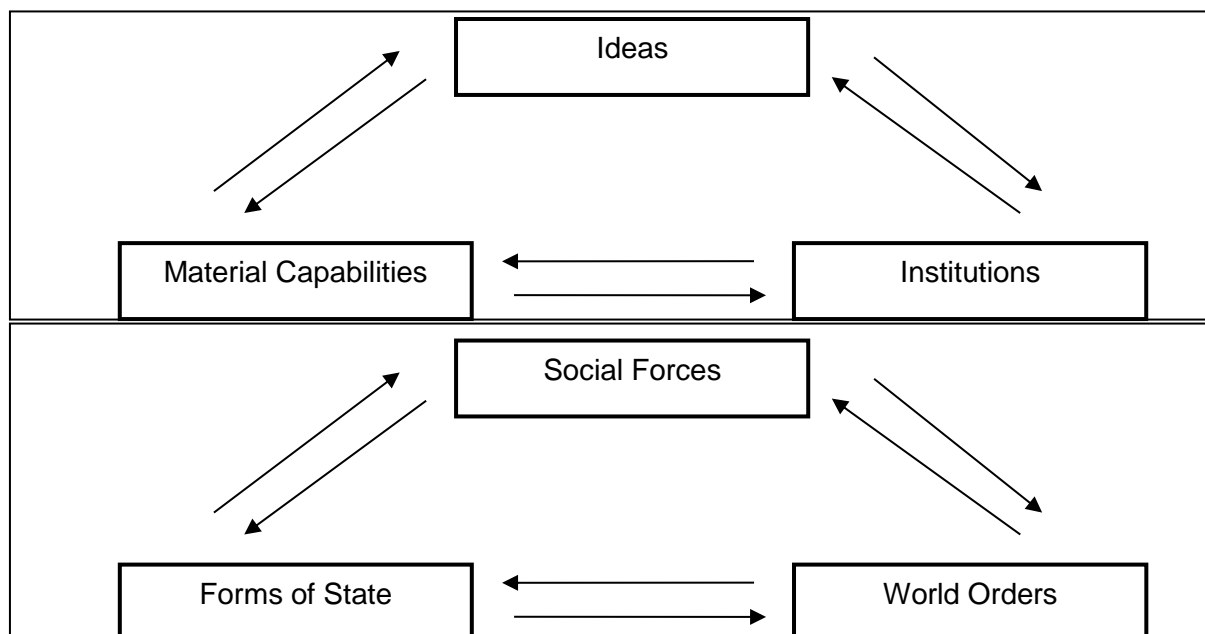 Ideas
Material Capabilities
Institutions
Social Forces
Forms of State
World Orders